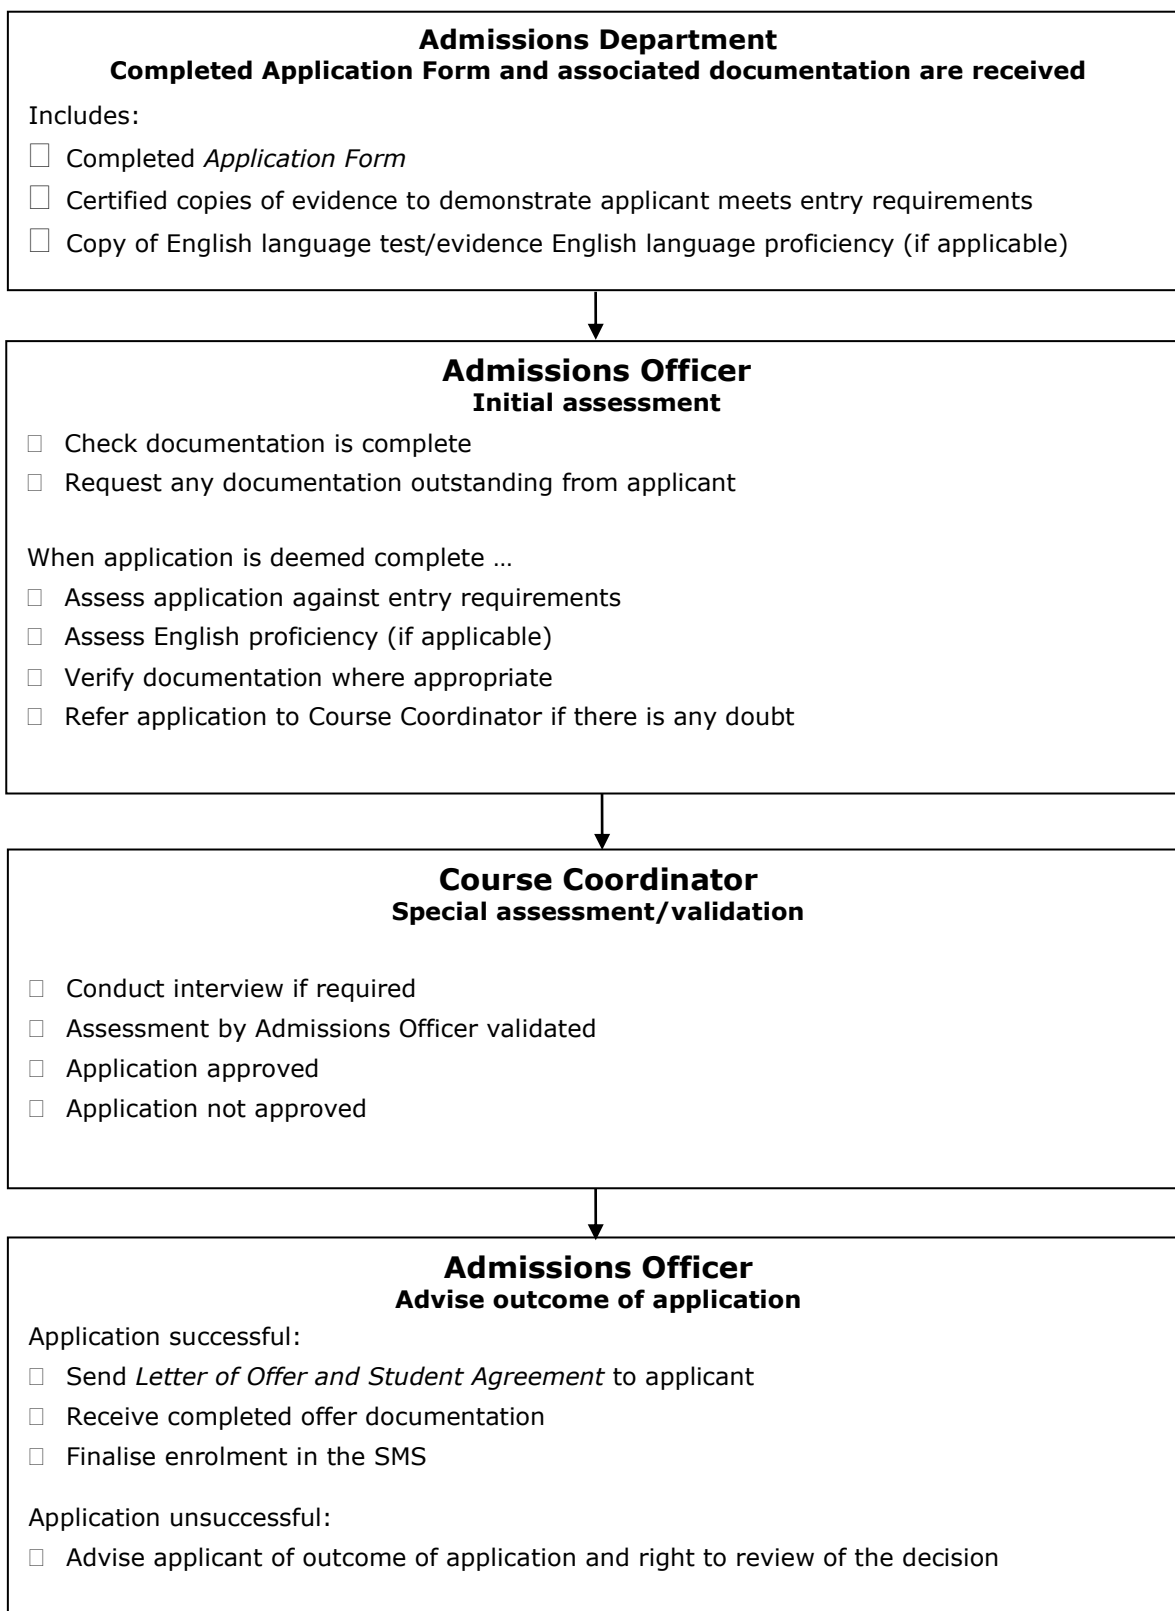 Admissions Department
Completed Application Form and associated documentation are received
Includes:
Completed Application Form
Certified copies of evidence to demonstrate applicant meets entry requirements
Copy of English language test/evidence English language proficiency (if applicable)
Admissions Officer
Initial assessment
Check documentation is complete
Request any documentation outstanding from applicant
When application is deemed complete …
Assess application against entry requirements
Assess English proficiency (if applicable)
Verify documentation where appropriate
Refer application to Course Coordinator if there is any doubt
Course Coordinator
Special assessment/validation
Conduct interview if required
Assessment by Admissions Officer validated
Application approved
Application not approved
Admissions Officer
Advise outcome of application
Application successful:
Send Letter of Offer and Student Agreement to applicant
Receive completed offer documentation
Finalise enrolment in the SMS
Application unsuccessful:
Advise applicant of outcome of application and right to review of the decision